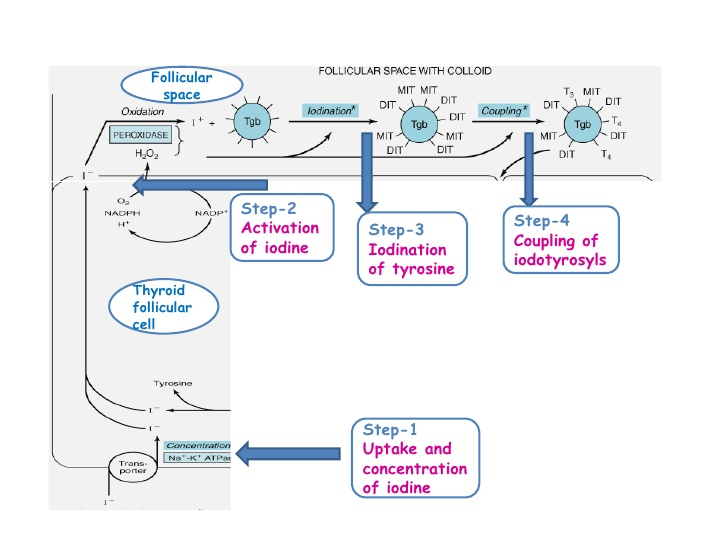 FOLLICULAR SPACE WITH COLLOID
Follicular
space
Oxidation
PEROXIDASE
H2O2
I+ +
Tgb
Iodination*
MIT MIT
DIT DIT
DIT
Tgb
MIT MIT
DIT DIT
Coupling*
T3 MIT
DIT DIT
T4
Tgb
MIT DIT
DIT T4
I−
O2
NADPH
H+
NADP+
Step-2
Activation
of iodine
Step-3
Iodination
of tyrosine
Step-4
Coupling of
iodotyrosyls
Thyroid
follicular
cell
Tyrosine
I−
I−
Concentration
Na+-K+ ATPas
Trans-
porter
I−
Step-1
Uptake and
concentration
of iodine